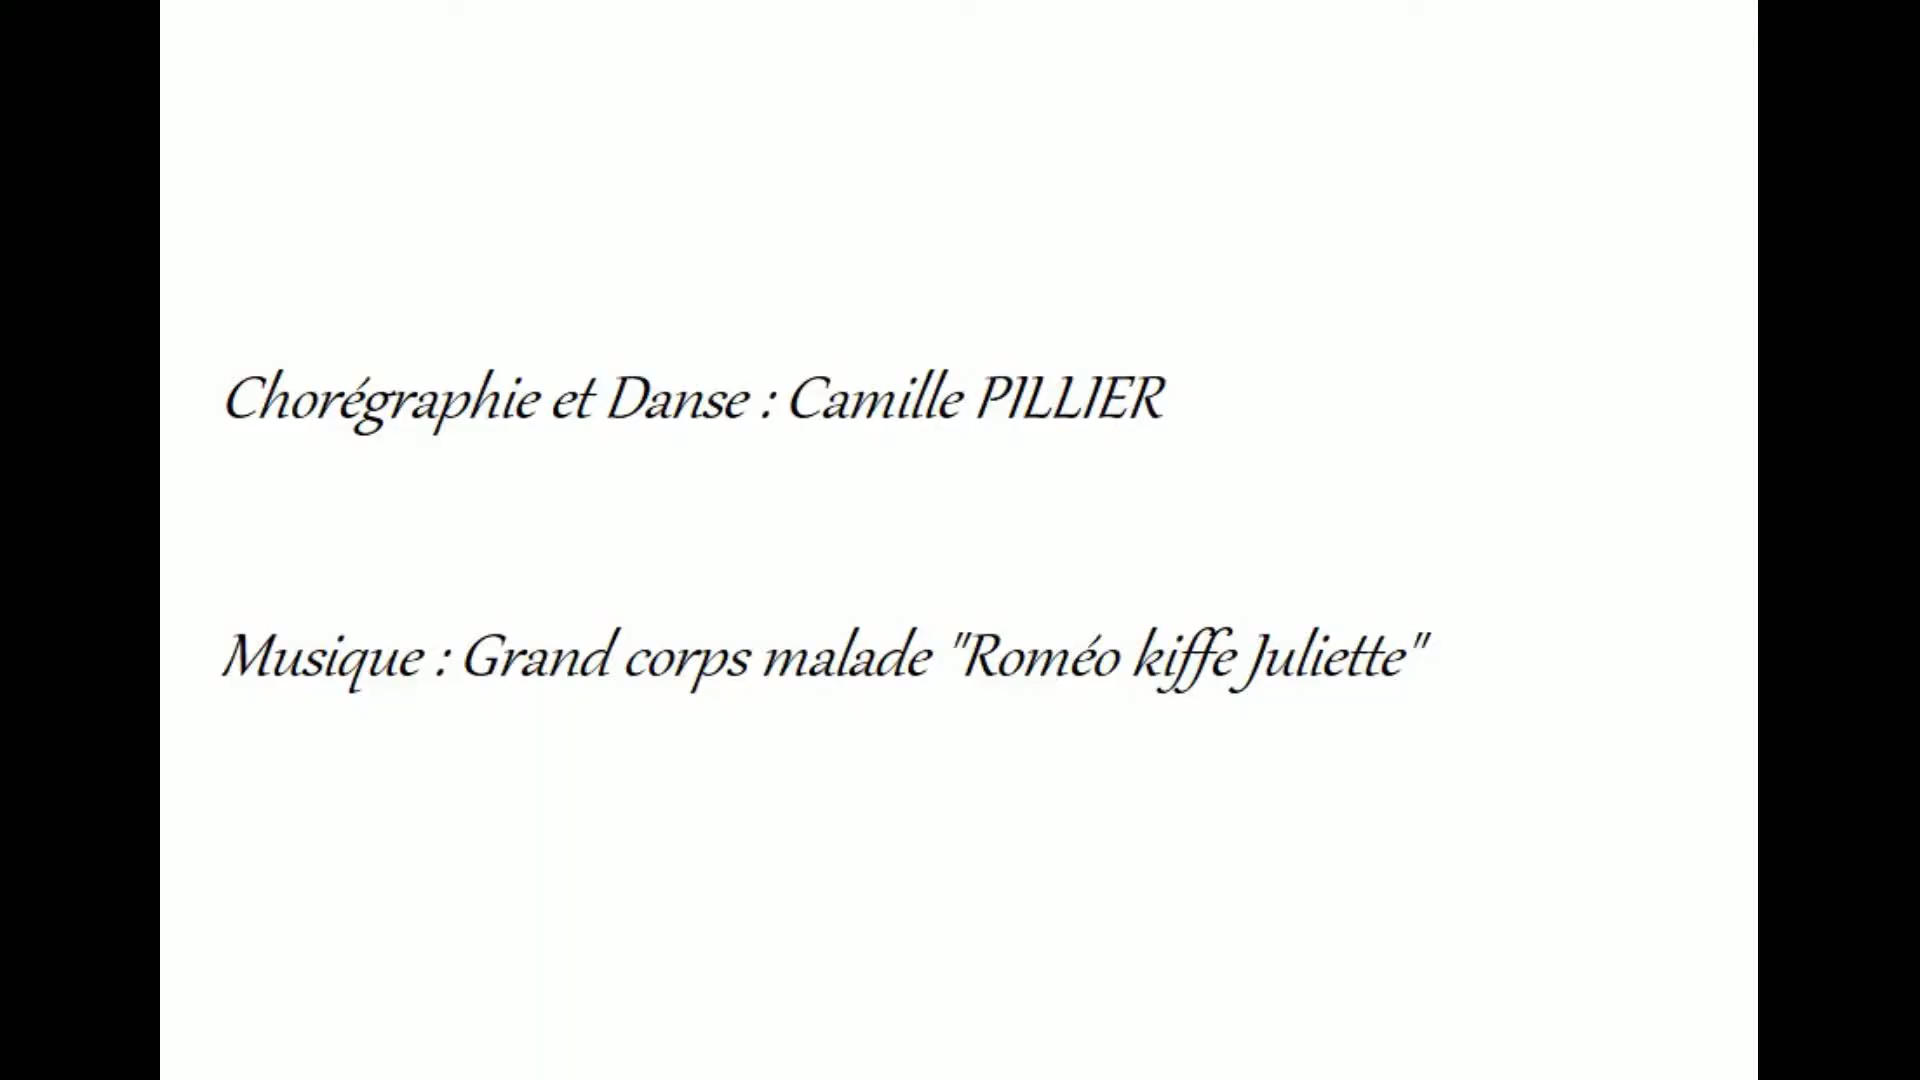 Chorégraphie et Danse : Camille PILLIER
Musique : Grand corps malade "Roméo kiffe Juliette"